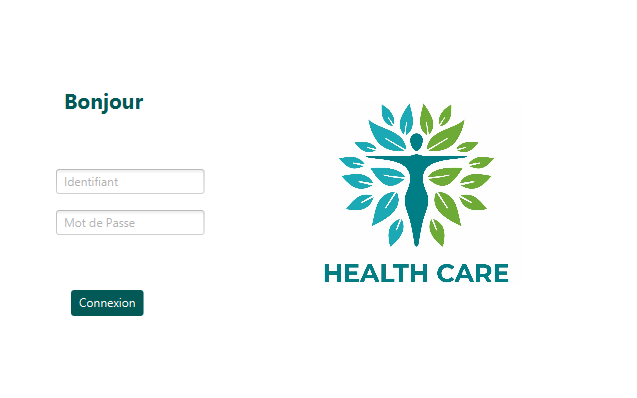 Bonjour
Identifiant
Mot de Passe
Connexion
HEALTH CARE